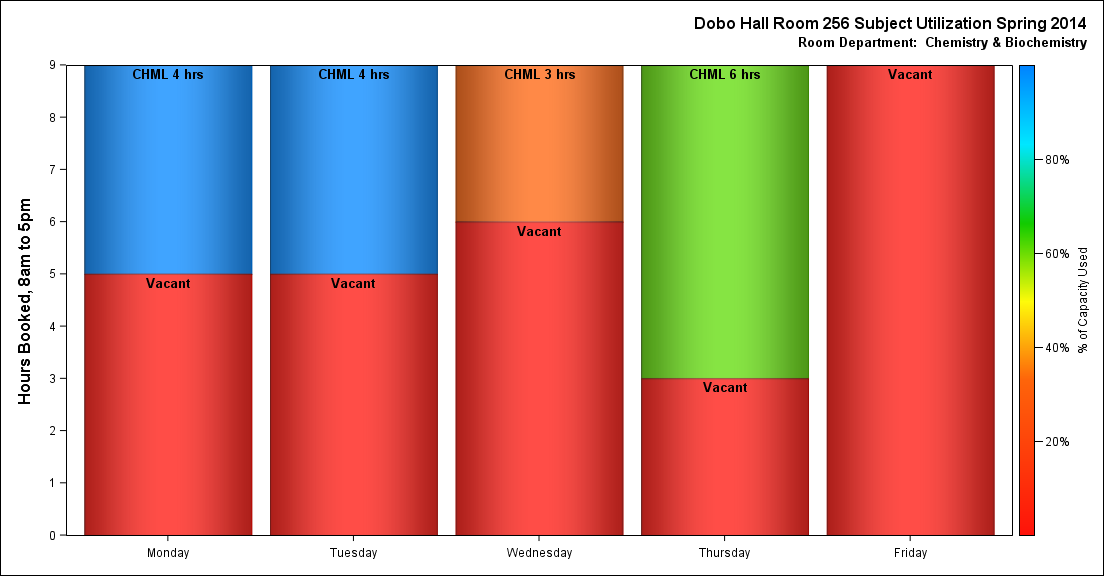 Dobo Hall Room 256 Subject Utilization Spring 2014
Room Department:  Chemistry & Biochemistry
Hours Booked, 8am to 5pm
9
8
7
6
5
4
3
2
1
0
CHML 4 hrs
Vacant
CHML 4 hrs
Vacant
CHML 3 hrs
Vacant
CHML 6 hrs
Vacant
Vacant
Monday
Tuesday
Wednesday
Thursday
Friday
80%
60%
40%
20%
% of Capacity Used